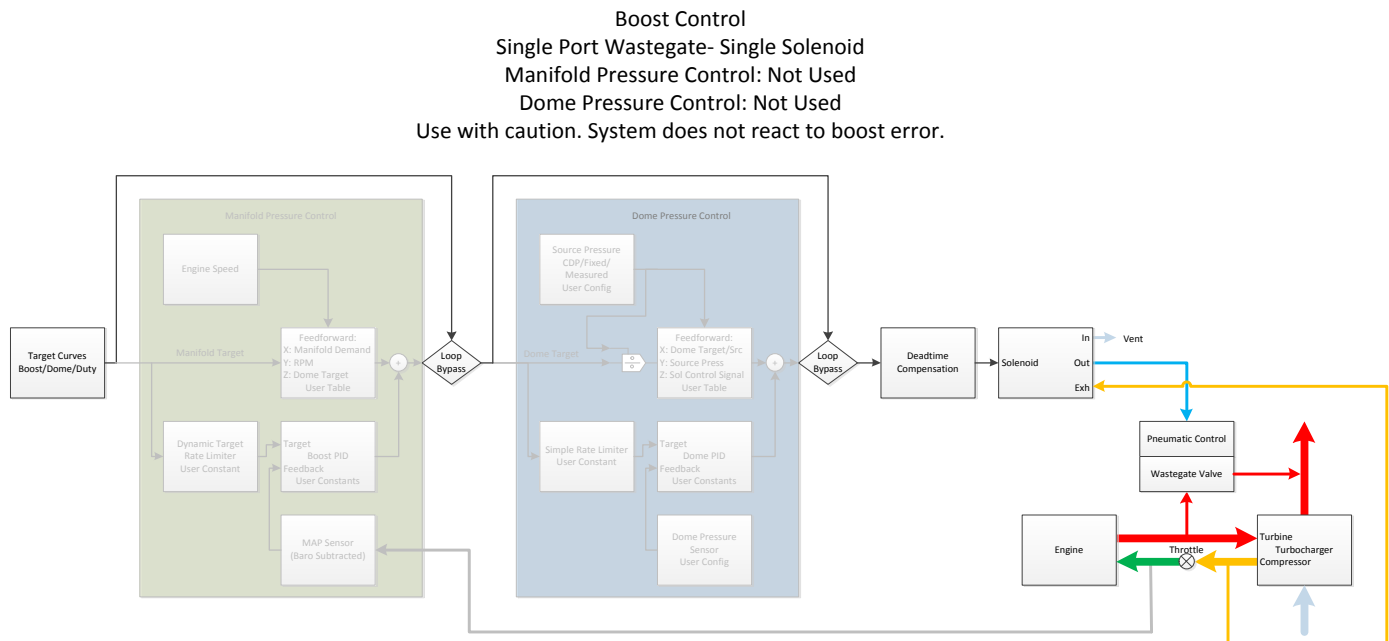 Boost Control
Single Port Wastegate- Single Solenoid
Manifold Pressure Control: Not Used
Dome Pressure Control: Not Used
Use with caution. System does not react to boost error.
Manifold Pressure Control
Dome Pressure Control
Engine Speed
Source Pressure
CDP/Fixed/
Measured
User Config
Target Curves
Boost/Dome/Duty
Manifold Target
Feedforward:
X: Manifold Demand
Y: RPM
Z: Dome Target
User Table
+
Loop
Bypass
Dome Target
÷
Feedforward:
X: Dome Target/Src
Y: Source Press
Z: Sol Control Signal
User Table
+
Loop
Bypass
Deadtime
Compensation
Solenoid
In
Out
Exh
Vent
Dynamic Target
Rate Limiter
User Constant
Target
Boost PID
Feedback
User Constants
Simple Rate Limiter
User Constant
Target
Dome PID
Feedback
User Constants
Pneumatic Control
Wastegate Valve
MAP Sensor
(Baro Subtracted)
Dome Pressure
Sensor
User Config
Engine
Throttle
Turbine
Turbocharger
Compressor